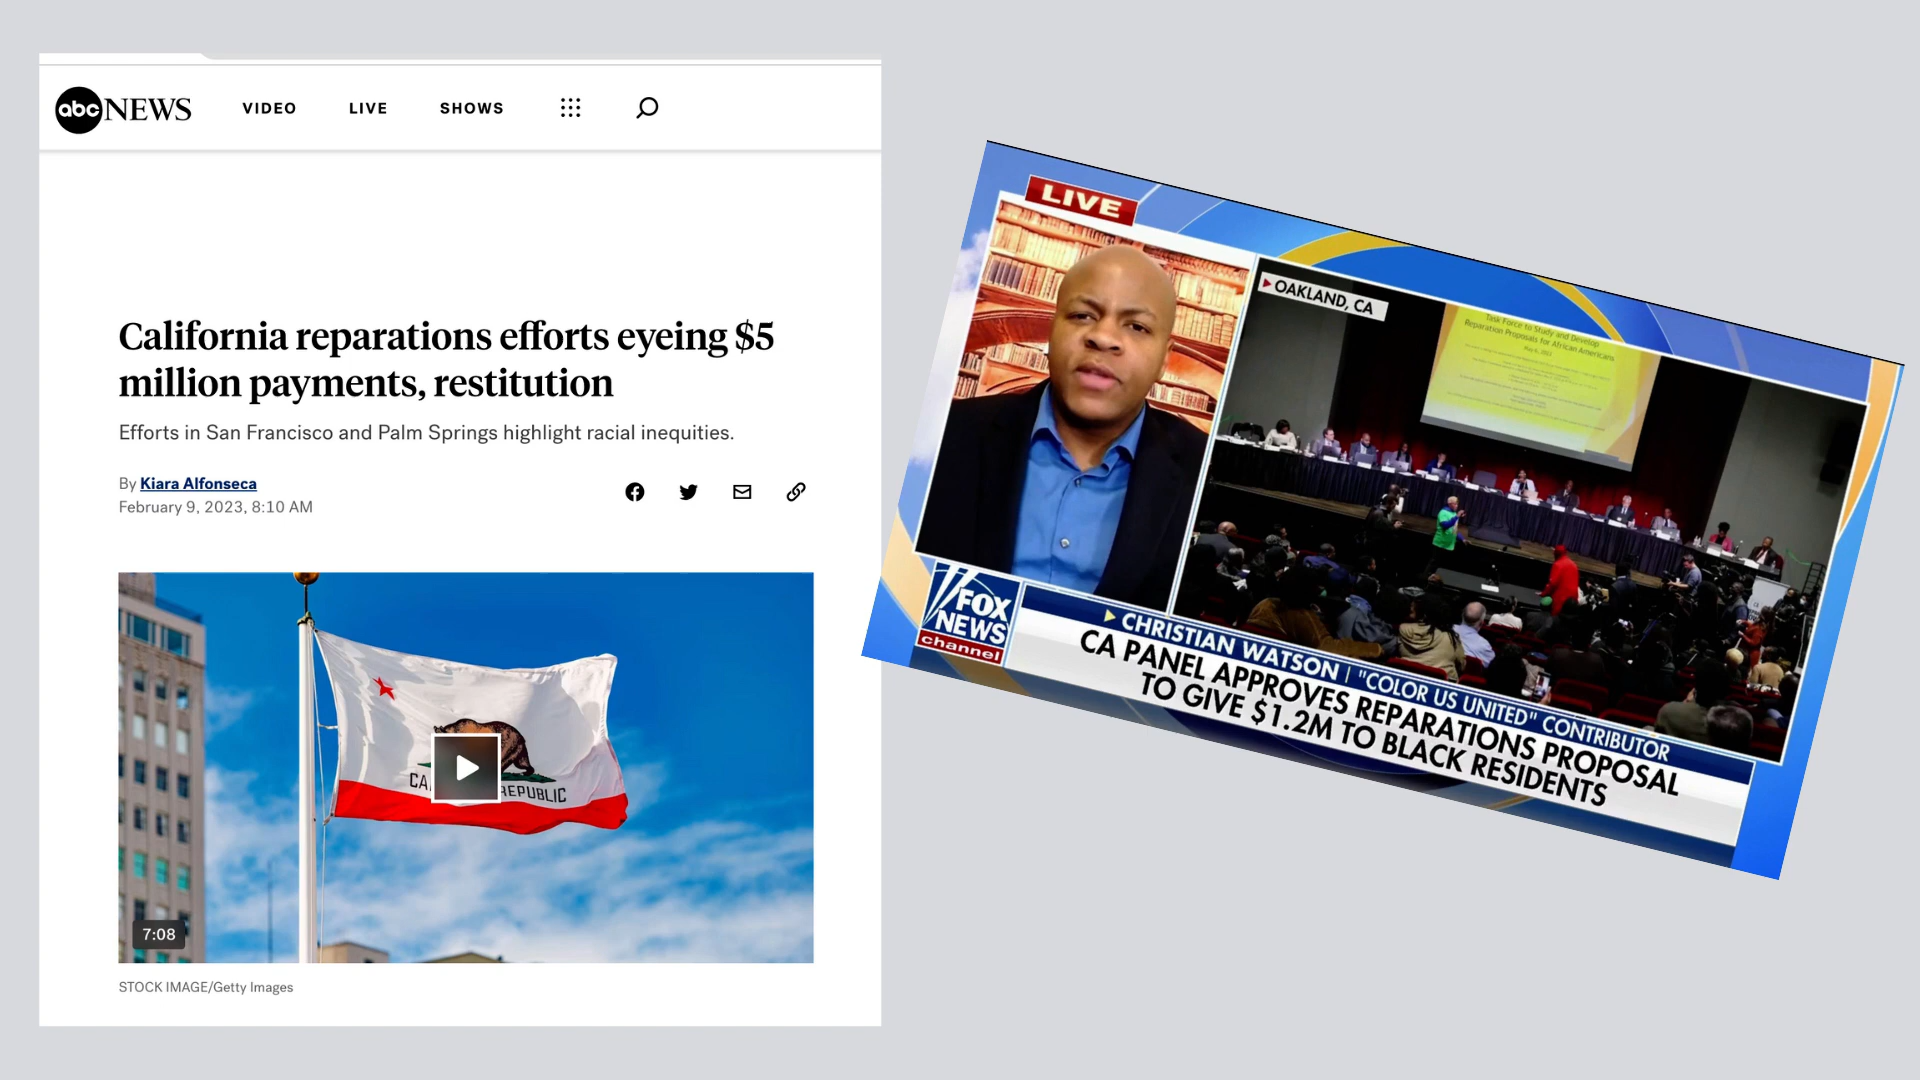 abc NEWS VIDEO LIVE SHOWS
California reparations efforts eyeing $5
million payments, restitution
Efforts in San Francisco and Palm Springs highlight racial inequities.
By Kiara Alfonseca
February 9, 2023, 8:10 AM
CA REPUBLIC
7:08
STOCK IMAGE/Getty Images
LIVE
OAKLAND, CA
Task Force to Study and Develop
Reparation Proposals for African Americans
FOX
NEWS
channel
CHRISTIAN WATSON | "COLOR US UNITED" CONTRIBUTOR
CA PANEL APPROVES REPARATIONS PROPOSAL
TO GIVE $1.2M TO BLACK RESIDENTS